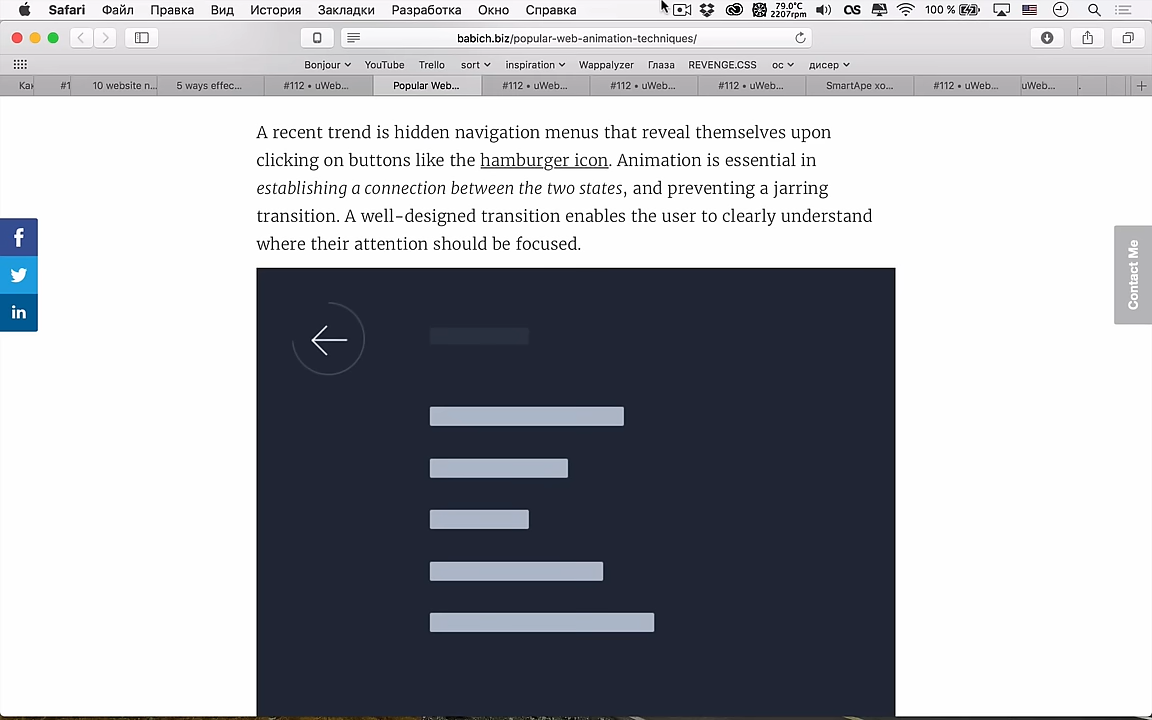 Safari Файл Правка Вид История Закладки Разработка Окно Справка 79.0°C 2207rpm 100 %
babich.biz/popular-web-animation-techniques/
Bonjour YouTube Trello sort inspiration Wappalyzer Глаза REVENGE.CSS ос дисер
Как #1 10 website n... 5 ways effec... #112 • uWeb... Popular Web... #112 • uWeb... #112 • uWeb... #112 • uWeb... SmartApe xo... #112 • uWeb... uWeb... .
A recent trend is hidden navigation menus that reveal themselves upon
clicking on buttons like the hamburger icon. Animation is essential in
establishing a connection between the two states, and preventing a jarring
transition. A well-designed transition enables the user to clearly understand
where their attention should be focused.
f
in
Contact Me